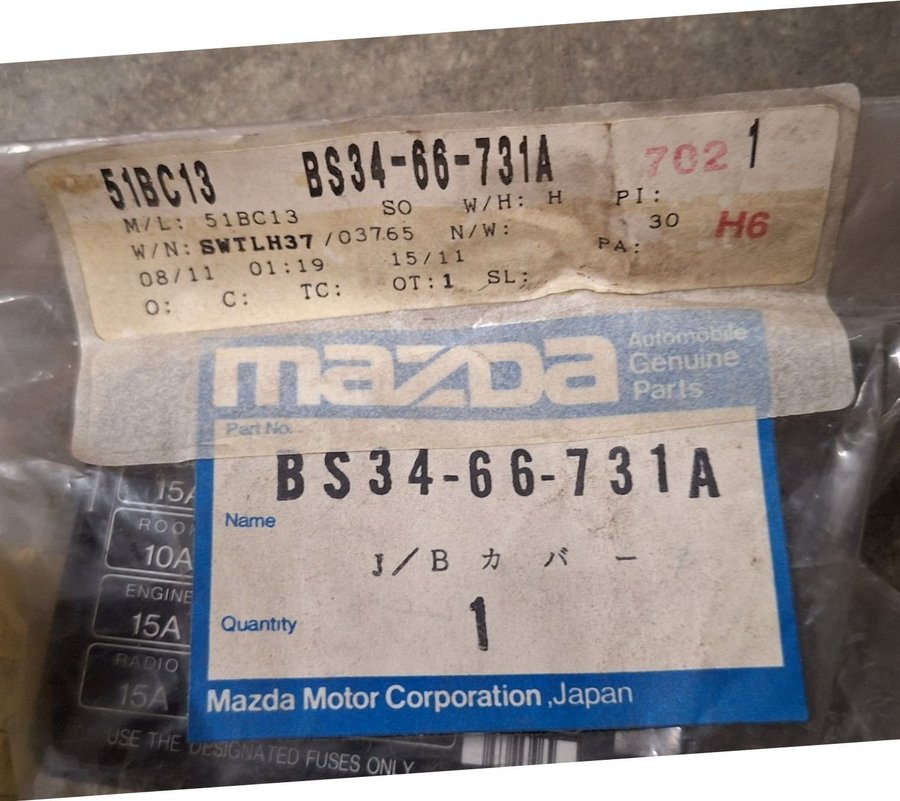 51BC13 BS34-66-731A 702 1
M/L: 51BC13 SO W/H: H PI:
W/N: SWTLH37/03765 N/W: 30 H6
08/11 01:19 15/11 PA:
O: C: TC: OT:1 SL:
mazda Automobile
Genuine
Parts
Part No.
BS34-66-731A
Name
J/Bカバー
Quantity
1
Mazda Motor Corporation, Japan
15A
10A
ENGINE
15A
RADIO
15A
USE THE DESIGNATED FUSES ONLY